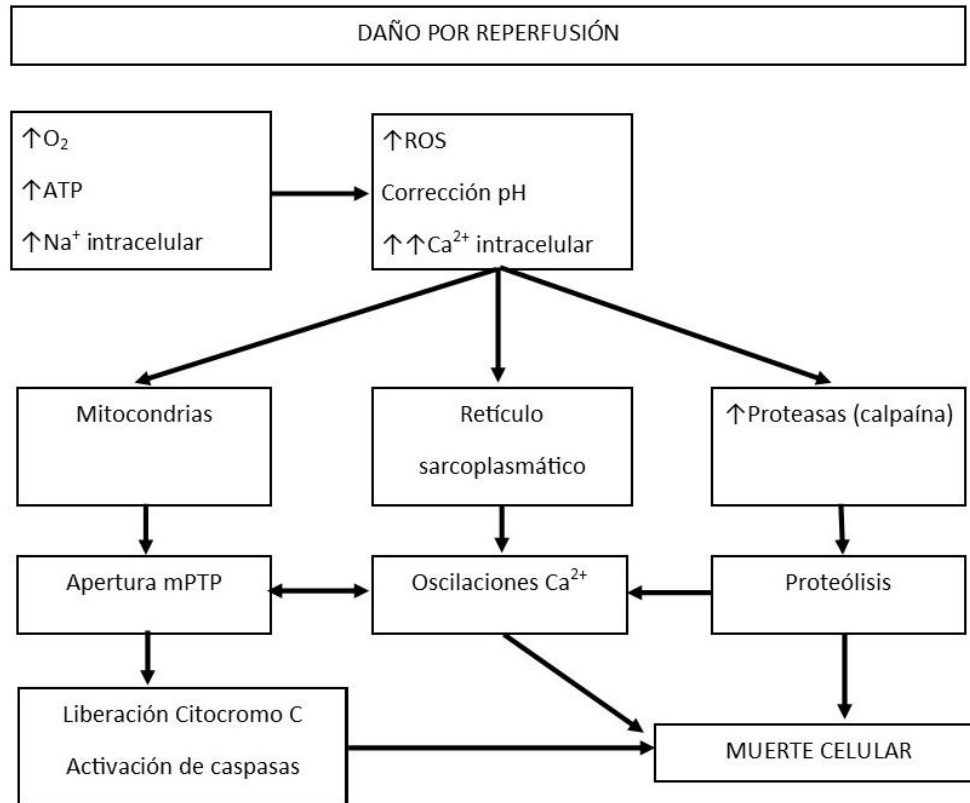 DAÑO POR REPERFUSIÓN
↑O₂
↑ATP
↑Na⁺ intracelular
↑ROS
Corrección pH
↑↑Ca²⁺ intracelular
Mitocondrias
Retículo
sarcoplasmático
↑Proteasas (calpaína)
Apertura mPTP
Oscilaciones Ca²⁺
Proteólisis
Liberación Citocromo C
Activación de caspasas
MUERTE CELULAR